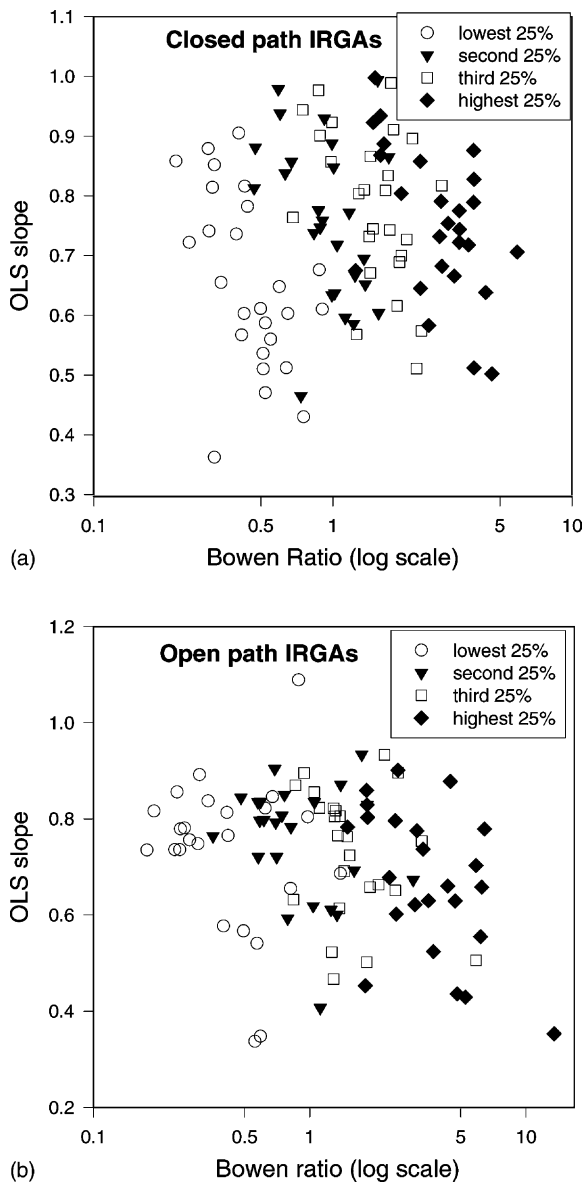 1.1
Closed path IRGAs
lowest 25%
second 25%
third 25%
highest 25%
1.0
0.9
0.8
0.7
0.6
0.5
0.4
0.3
OLS slope
0.1
0.5
1
5
10
(a)
Bowen Ratio (log scale)
1.2
Open path IRGAs
lowest 25%
second 25%
third 25%
highest 25%
1.0
0.8
0.6
0.4
0.2
OLS slope
0.1
0.5
1
5
10
(b)
Bowen ratio (log scale)